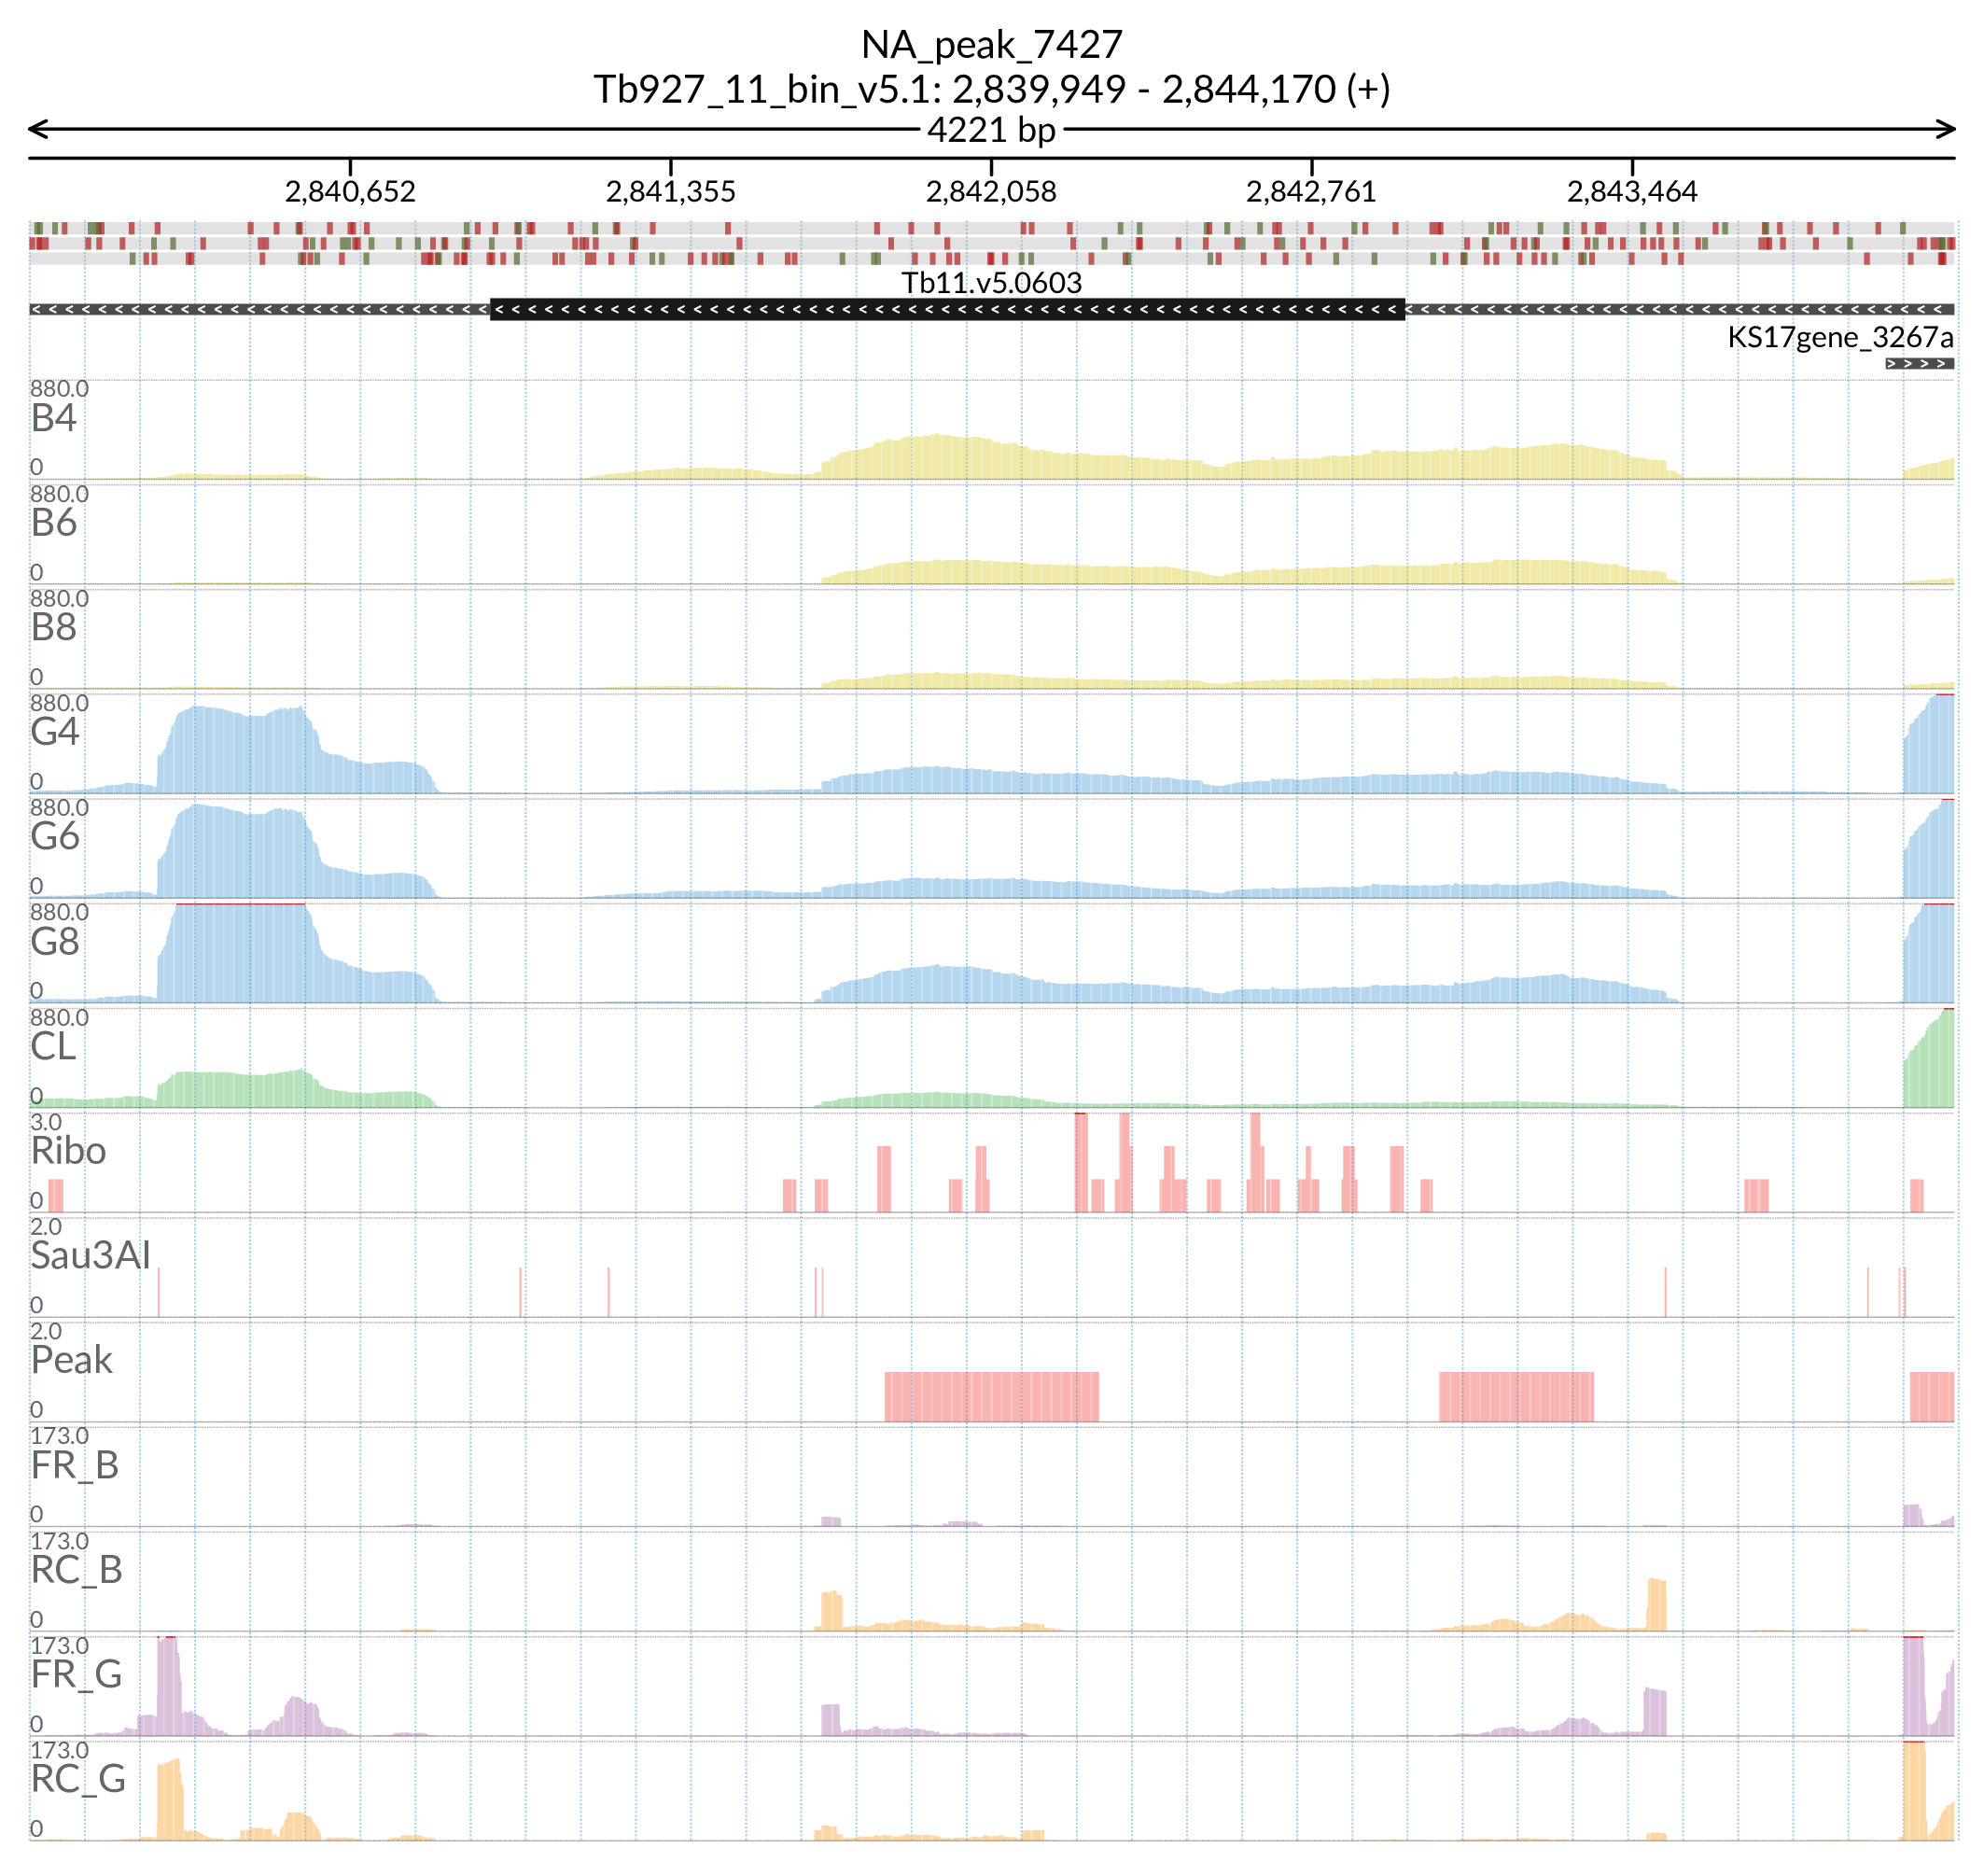 NA_peak_7427
Tb927_11_bin_v5.1: 2,839,949 - 2,844,170 (+)
4221 bp
2,840,652 2,841,355 2,842,058 2,842,761 2,843,464
Tb11.v5.0603
KS17gene_3267a
880.0
B4
0
880.0
B6
0
880.0
B8
0
880.0
G4
0
880.0
G6
0
880.0
G8
0
880.0
CL
0
3.0
Ribo
0
2.0
Sau3AI
0
2.0
Peak
0
173.0
FR_B
0
173.0
RC_B
0
173.0
FR_G
0
173.0
RC_G
0